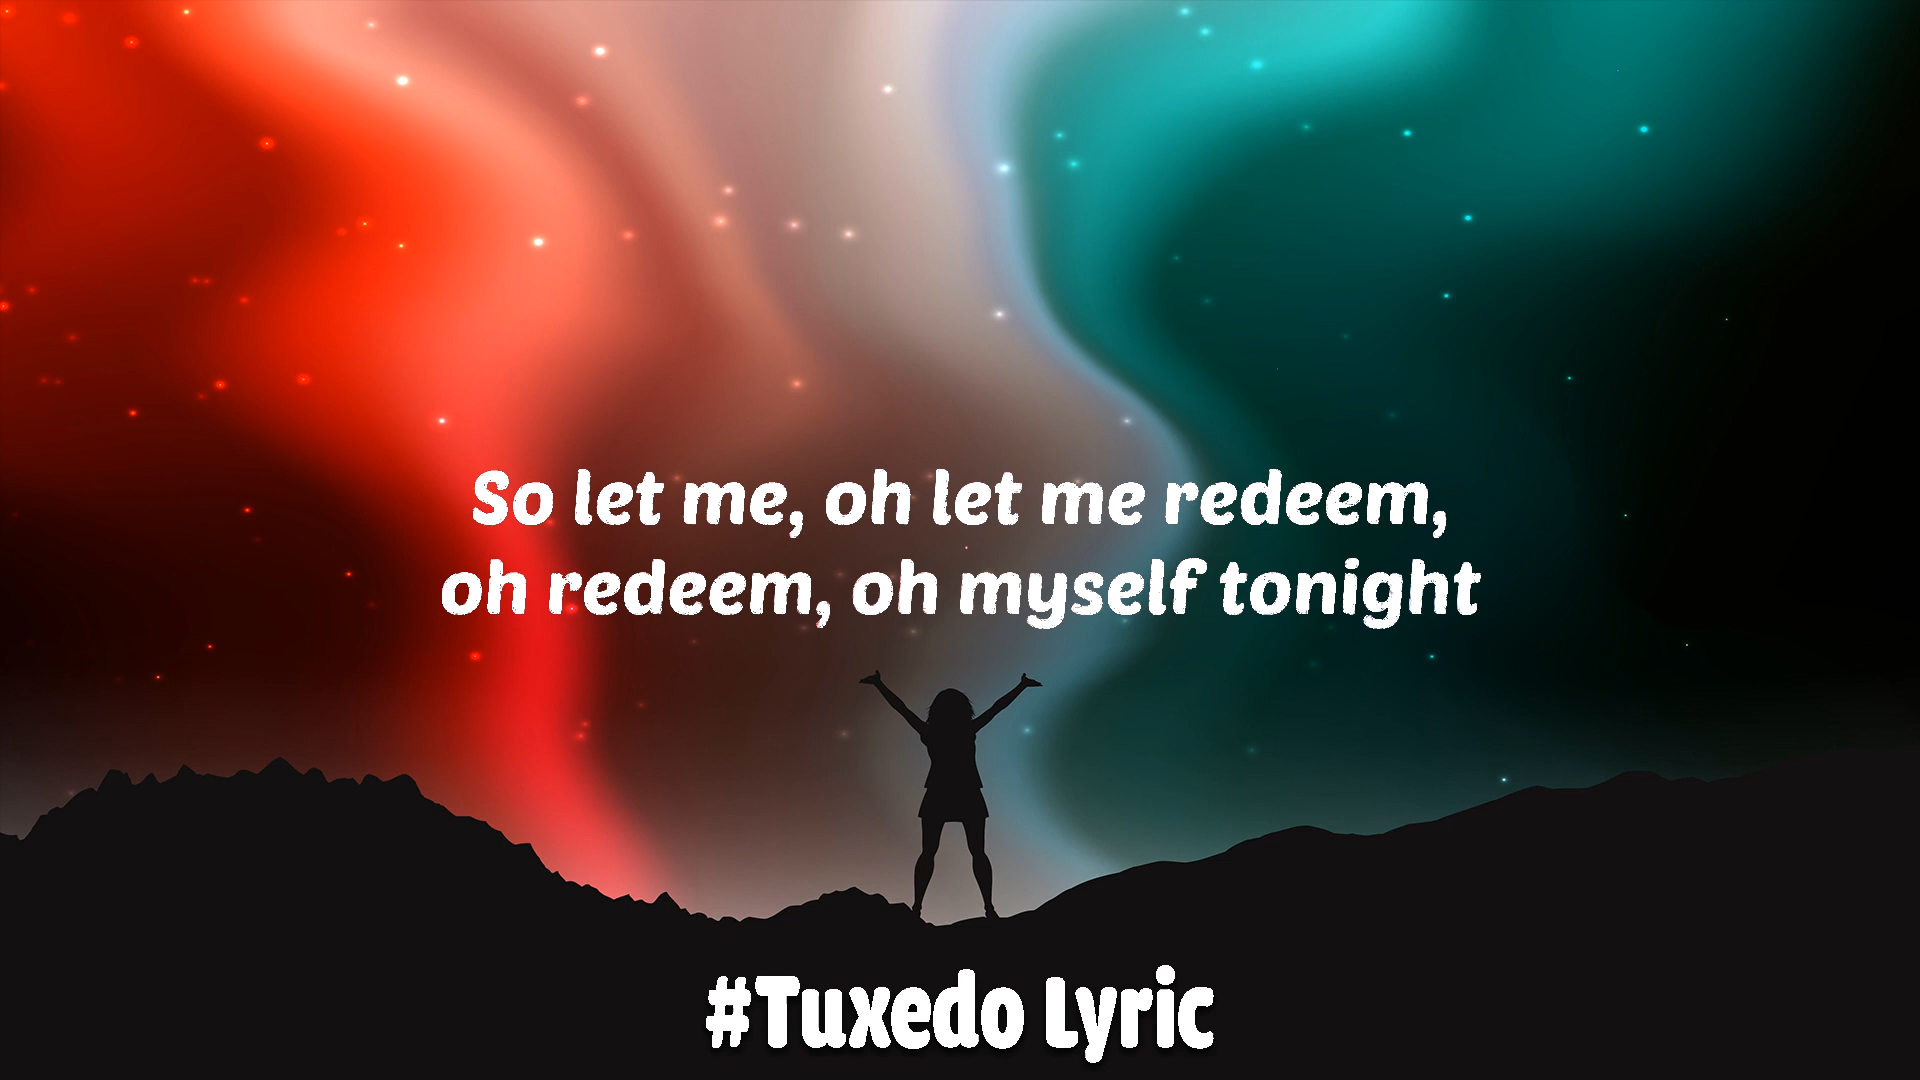 So let me, oh let me redeem,
oh redeem, oh myself tonight
#Tuxedo Lyric